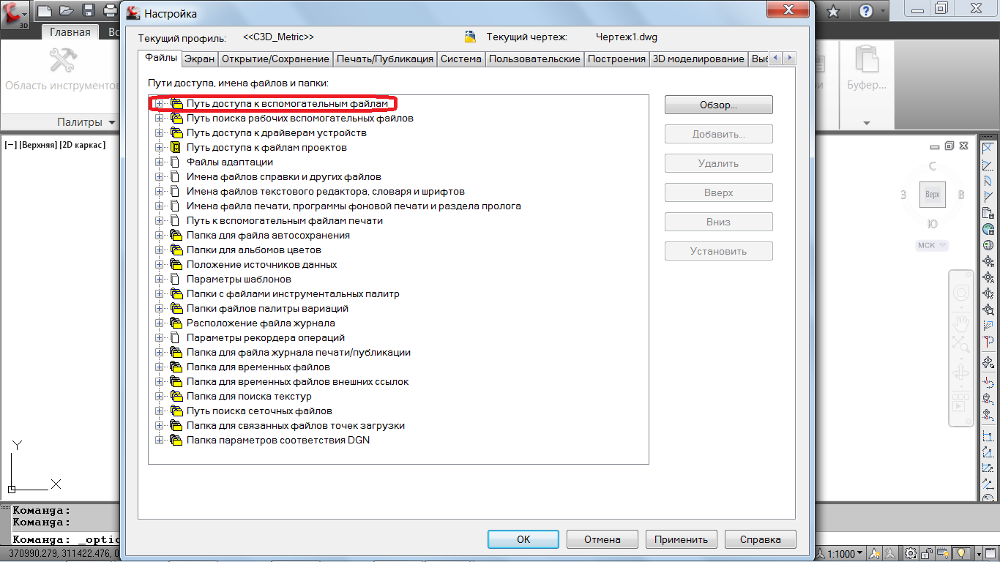 Настройка
3D
Главная
Вс
Текущий профиль:
<<C3D_Metric>>
Текущий чертеж:
Чертеж1.dwg
Файлы
Экран
Открытие/Сохранение
Печать/Публикация
Система
Пользовательские
Построения
3D моделирование
Выб
Область инструментов
Палитры
Буфер...
Пути доступа, имена файлов и папки:
Путь доступа к вспомогательным файлам
Путь поиска рабочих вспомогательных файлов
Путь доступа к драйверам устройств
Путь доступа к файлам проектов
Файлы адаптации
Имена файлов справки и других файлов
Имена файлов текстового редактора, словаря и шрифтов
Имена файла печати, программы фоновой печати и раздела пролога
Путь к вспомогательным файлам печати
Папка для файла автосохранения
Папки для альбомов цветов
Положение источников данных
Параметры шаблонов
Папки с файлами инструментальных палитр
Папки файлов палитры вариаций
Расположение файла журнала
Параметры рекордера операций
Папка для файла журнала печати/публикации
Папка для временных файлов
Папка для временных файлов внешних ссылок
Папка для поиска текстур
Путь поиска сеточных файлов
Папка для связанных файлов точек загрузки
Папка параметров соответствия DGN
Обзор...
Добавить...
Удалить
Вверх
Вниз
Установить
[−] [Верхняя] [2D каркас]
С
З
Верх
В
Ю
МСК
Y
X
Команда:
Команда:
Команда: _optio
OK
Отмена
Применить
Справка
370990.279, 311422.476, 0
1:1000